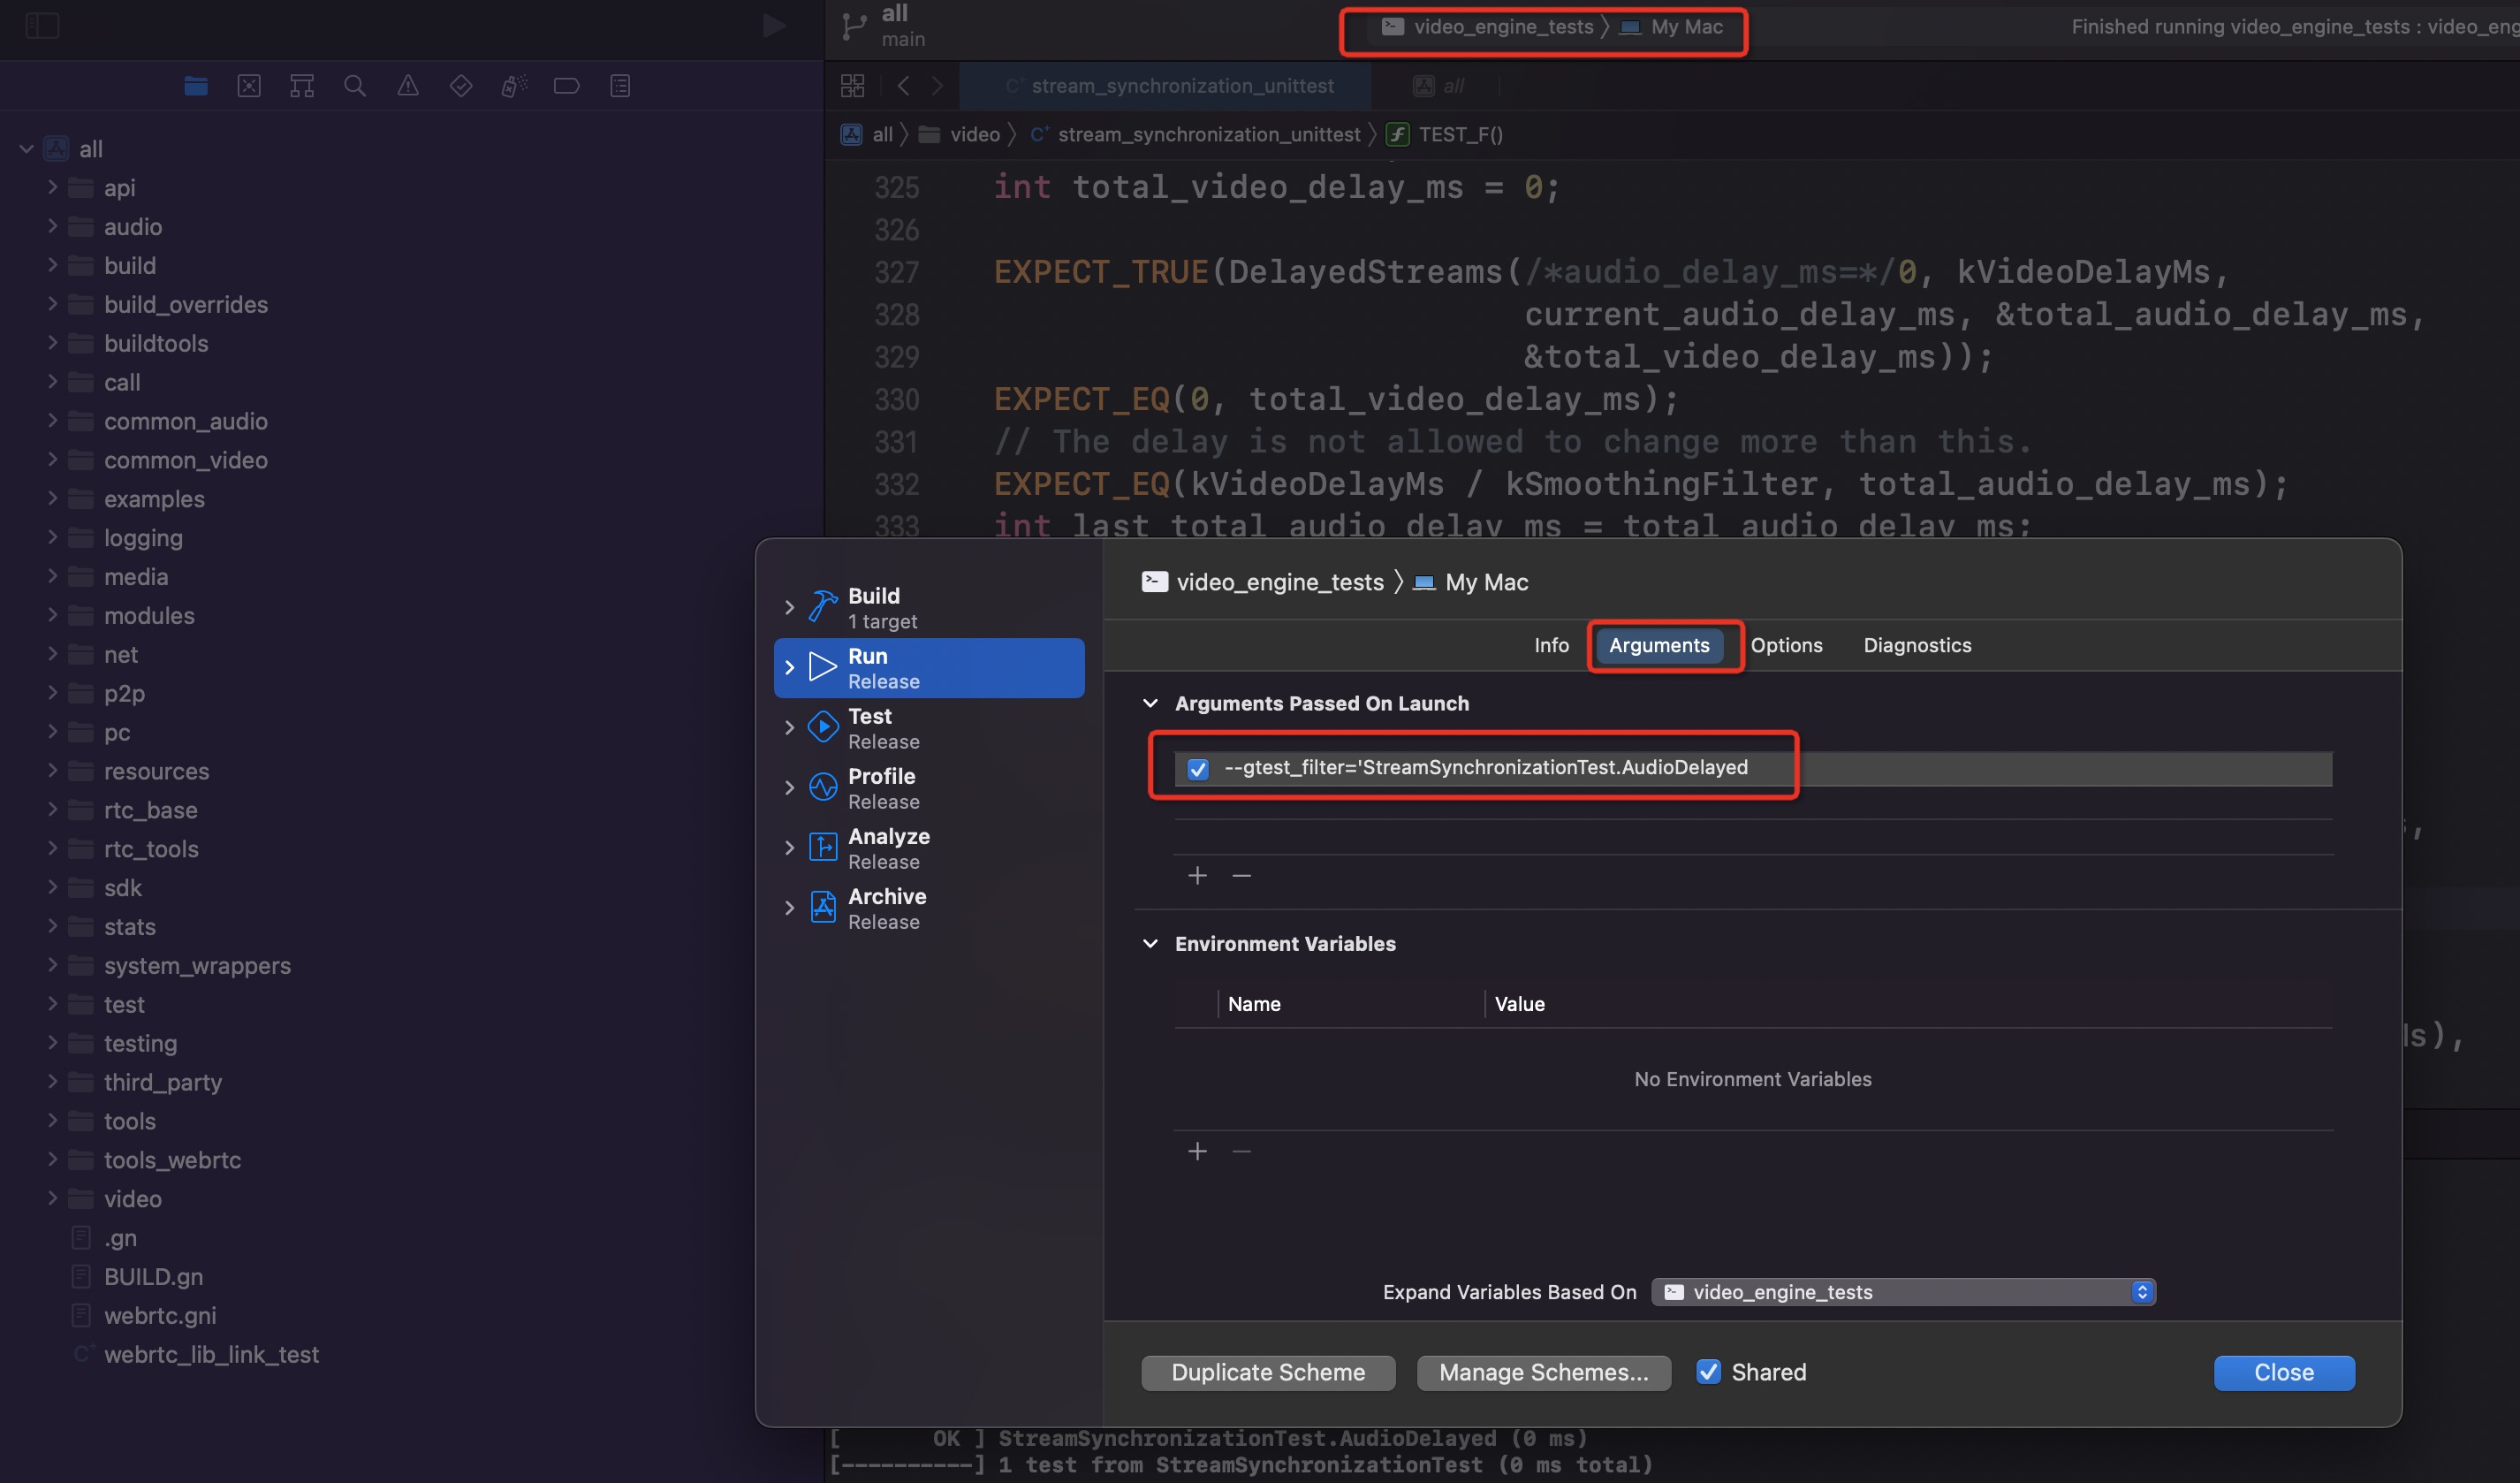 all
main
video_engine_tests 〉 My Mac
Finished running video_engine_tests : video_eng
stream_synchronization_unittest
all
all 〉 video 〉 stream_synchronization_unittest 〉 TEST_F()
all
api
audio
build
build_overrides
buildtools
call
common_audio
common_video
examples
logging
media
modules
net
p2p
pc
resources
rtc_base
rtc_tools
sdk
stats
system_wrappers
test
testing
third_party
tools
tools_webrtc
video
.gn
BUILD.gn
webrtc.gni
webrtc_lib_link_test
325 int total_video_delay_ms = 0;
326
327 EXPECT_TRUE(DelayedStreams(/*audio_delay_ms=*/0, kVideoDelayMs,
328 current_audio_delay_ms, &total_audio_delay_ms,
329 &total_video_delay_ms));
330 EXPECT_EQ(0, total_video_delay_ms);
331 // The delay is not allowed to change more than this.
332 EXPECT_EQ(kVideoDelayMs / kSmoothingFilter, total_audio_delay_ms);
333 int last_total_audio_delay_ms = total_audio_delay_ms;
Build
1 target
Run
Release
Test
Release
Profile
Release
Analyze
Release
Archive
Release
video_engine_tests 〉 My Mac
Info Arguments Options Diagnostics
Arguments Passed On Launch
--gtest_filter='StreamSynchronizationTest.AudioDelayed
Environment Variables
Name Value
No Environment Variables
Expand Variables Based On video_engine_tests
Duplicate Scheme Manage Schemes... Shared Close
[ OK ] StreamSynchronizationTest.AudioDelayed (0 ms)
[----------] 1 test from StreamSynchronizationTest (0 ms total)